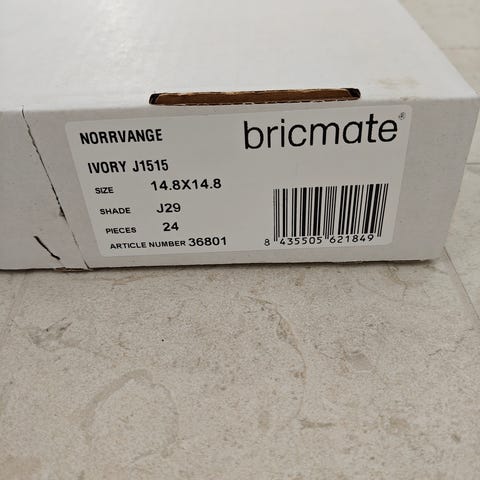 NORRVANGE
bricmate®
IVORY J1515
SIZE 14.8X14.8
SHADE J29
PIECES 24
ARTICLE NUMBER 36801
8 435505 621849